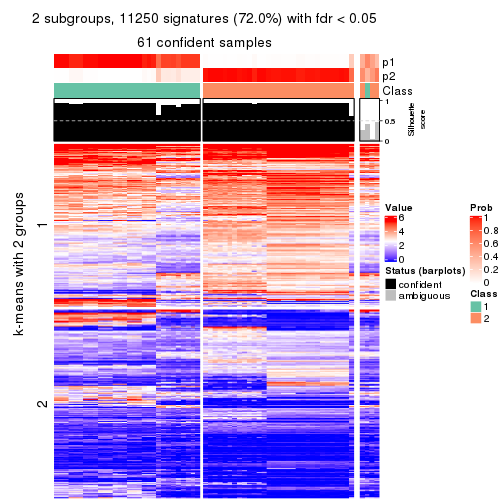 2 subgroups, 11250 signatures (72.0%) with fdr < 0.05
61 confident samples
p1
p2
Class
1
0.5
0
Silhouette
score
k-means with 2 groups
1
2
Value
6
4
2
0
Status (barplots)
confident
ambiguous
Prob
1
0.8
0.6
0.4
0.2
0
Class
1
2